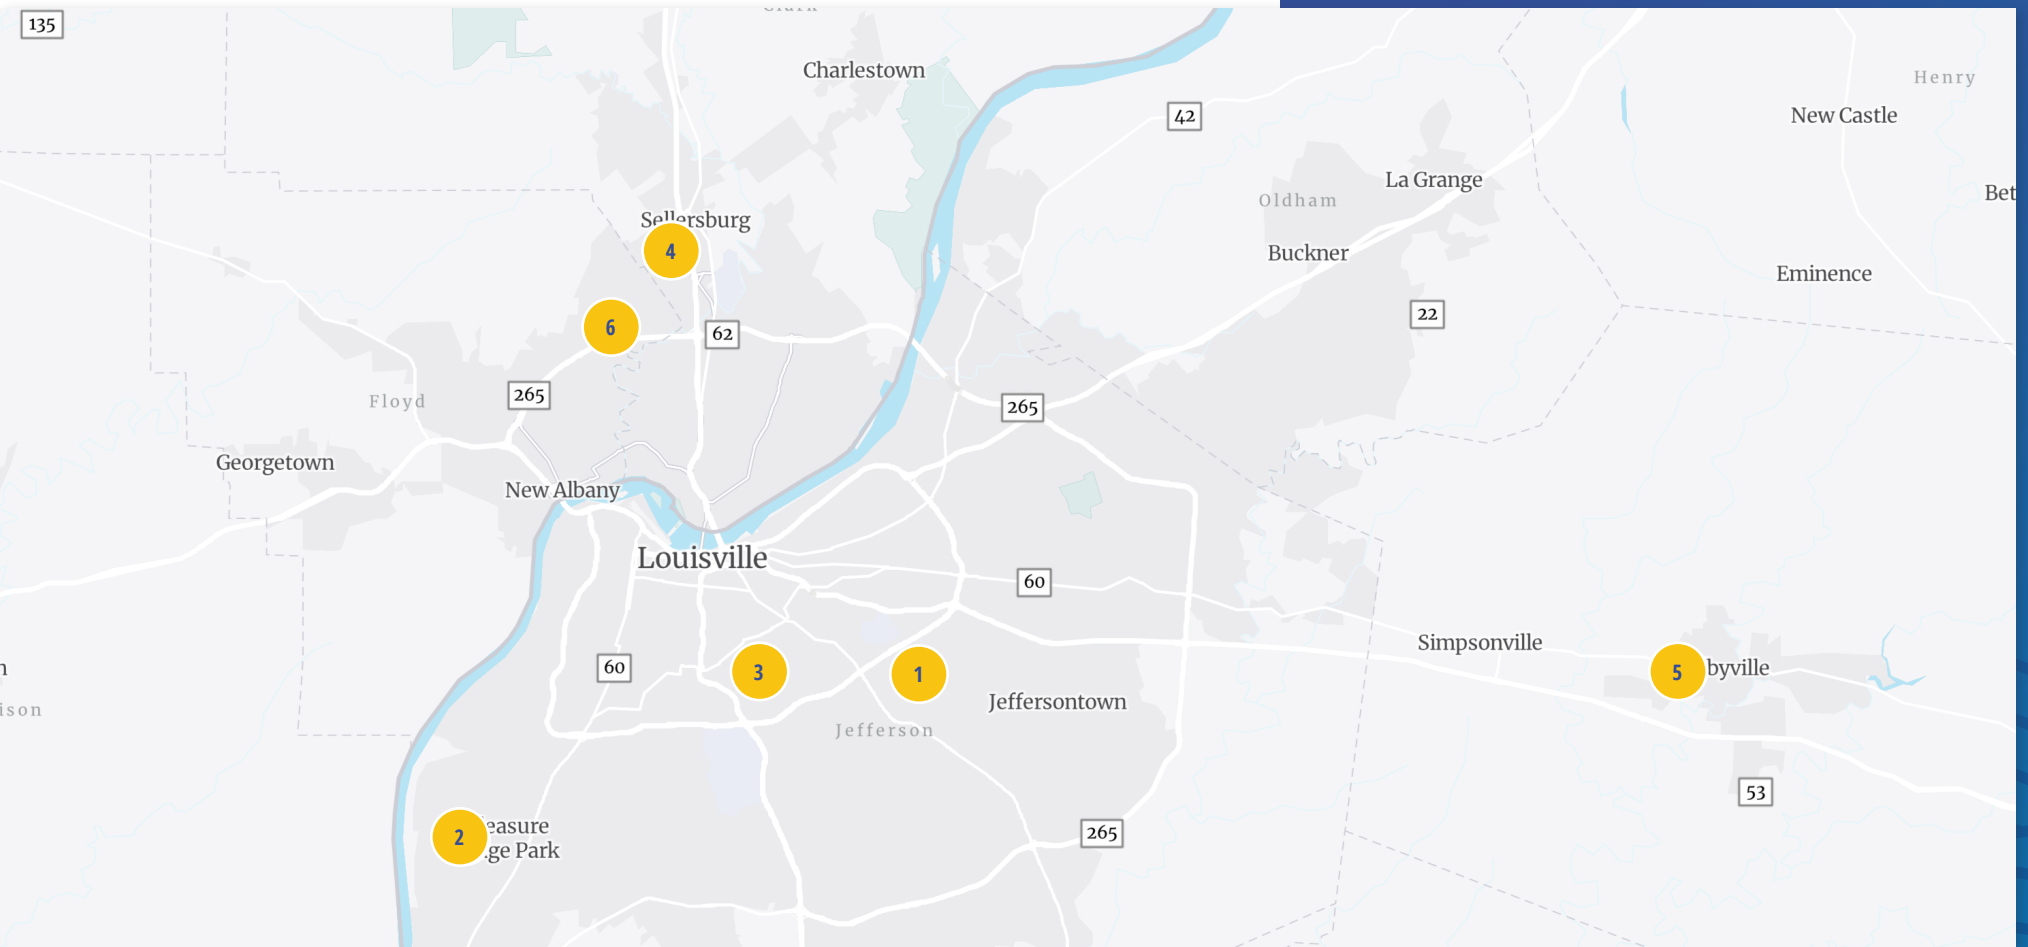 135
Charlestown
Henry
42
New Castle
La Grange
Bet
Oldham
Sellersburg
4
Buckner
Eminence
22
6
62
265
Floyd
265
Georgetown
New Albany
Louisville
60
Simpsonville
60
3
1
5
byville
Jeffersontown
ison
Jefferson
53
2
easure
ge Park
265